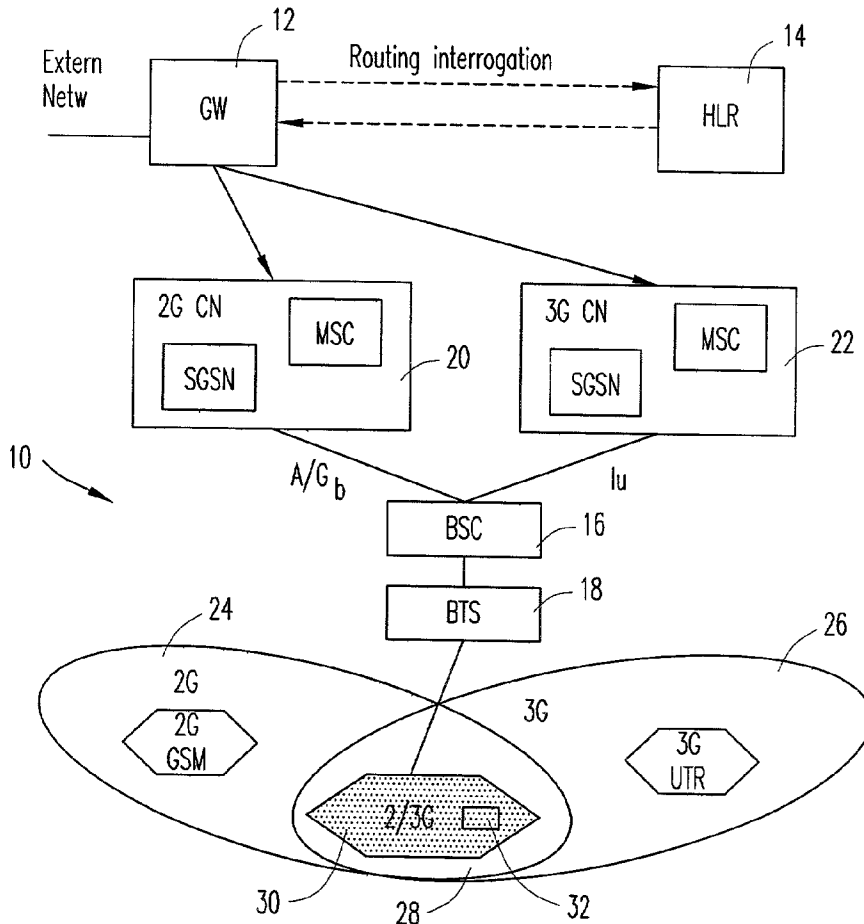 12
14
Extern
Netw
Routing interrogation
GW
HLR
2G CN
MSC
SGSN
20
3G CN
MSC
SGSN
22
10
A/Gb
Iu
BSC
16
BTS
18
24
26
2G
2G
GSM
3G
3G
UTR
2/3G
30
28
32